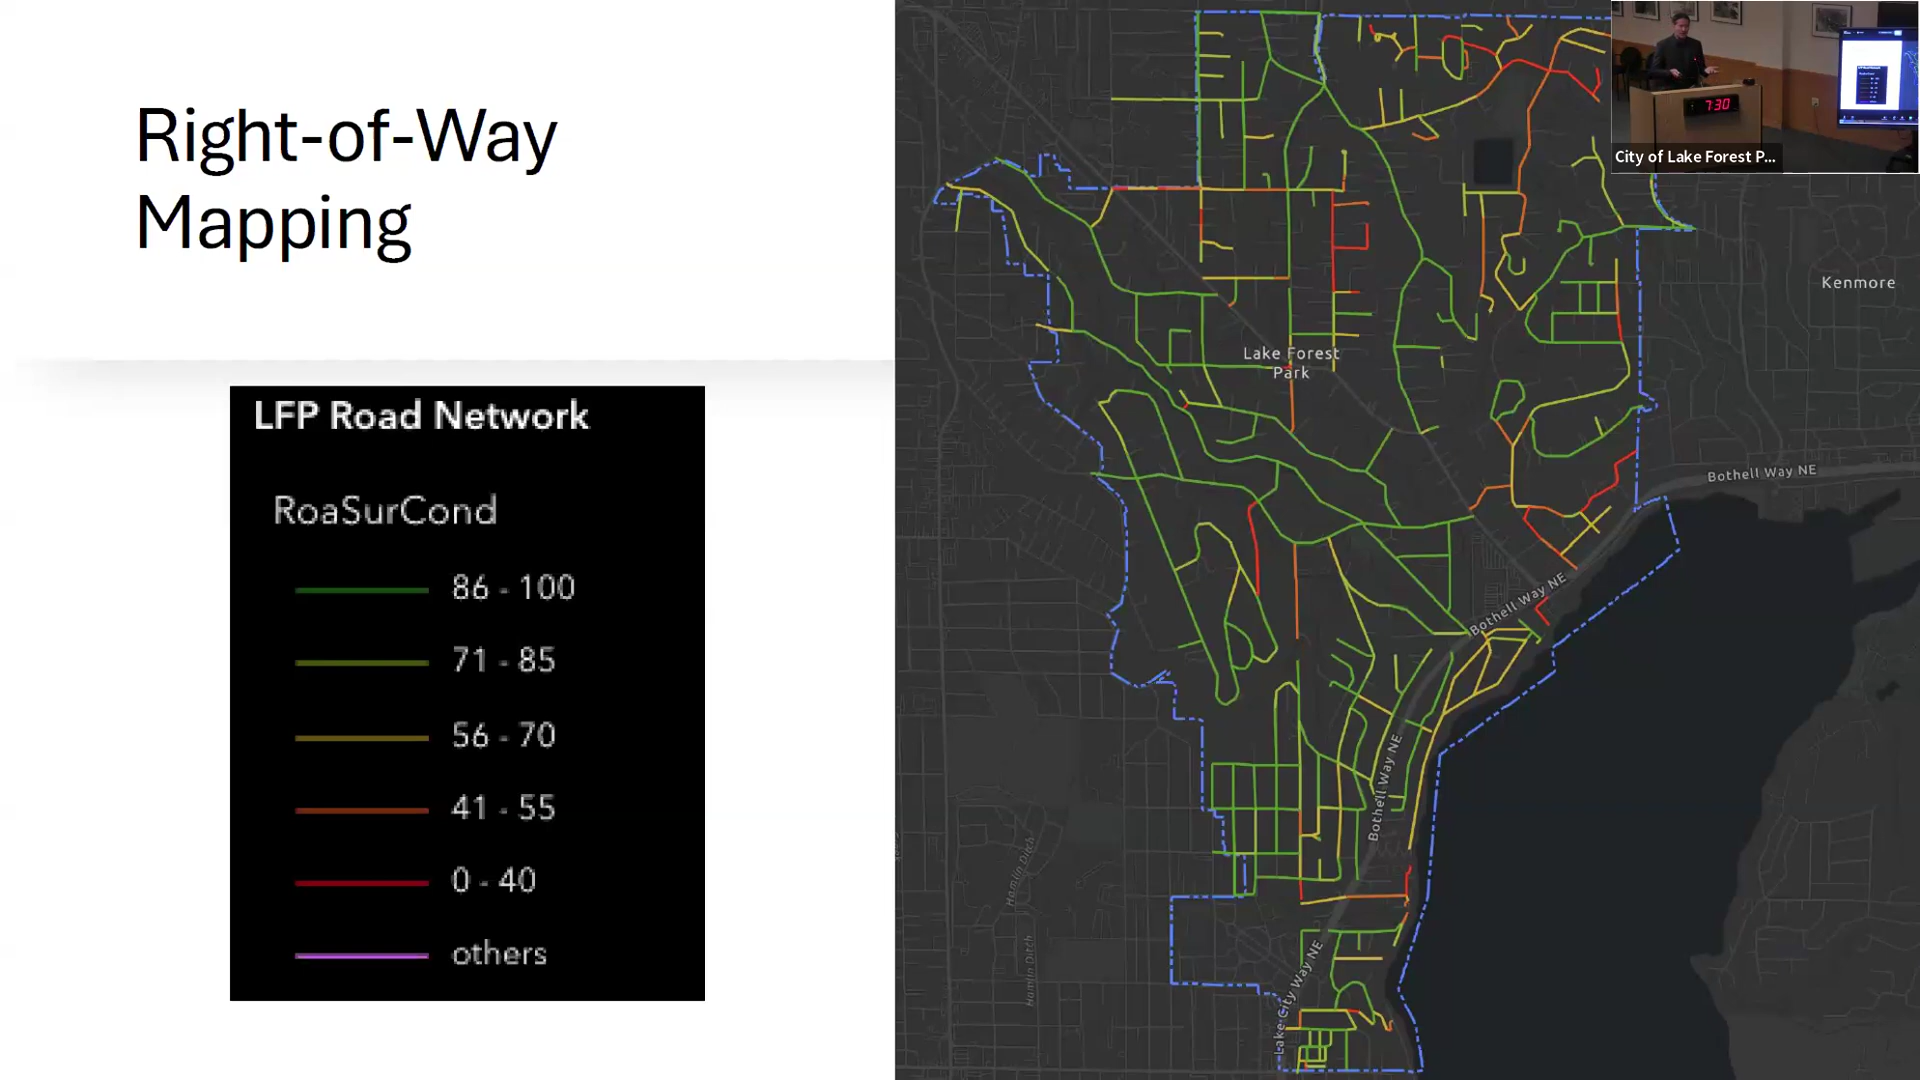 Right-of-Way
Mapping
LFP Road Network
RoaSurCond
86 - 100
71 - 85
56 - 70
41 - 55
0 - 40
others
7:30
City of Lake Forest P...
Kenmore
Lake Forest
Park
Bothell Way NE
Bothell Way NE
Bothell Way NE
Hamlin Ditch
Hamlin Ditch
Lake City Way NE